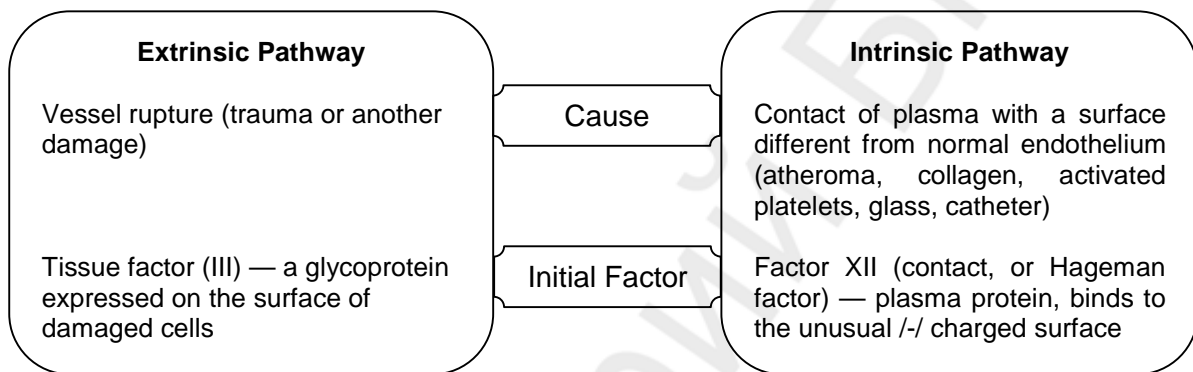 Extrinsic Pathway
Vessel rupture (trauma or another
damage)
Tissue factor (III) — a glycoprotein
expressed on the surface of
damaged cells
Cause
Initial Factor
Intrinsic Pathway
Contact of plasma with a surface
different from normal endothelium
(atheroma, collagen, activated
platelets, glass, catheter)
Factor XII (contact, or Hageman
factor) — plasma protein, binds to
the unusual /-/ charged surface